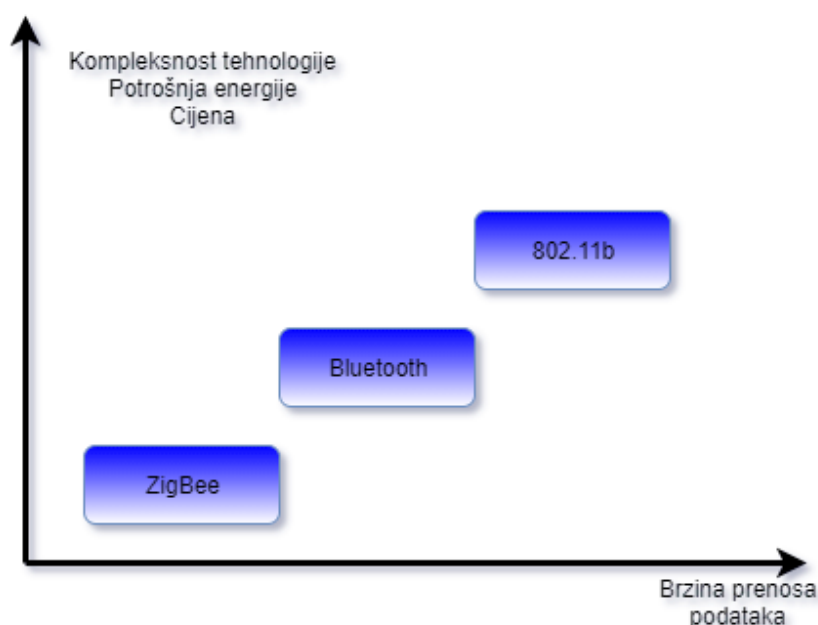 Kompleksnost tehnologije
Potrošnja energije
Cijena
802.11b
Bluetooth
ZigBee
Brzina prenosa
podataka